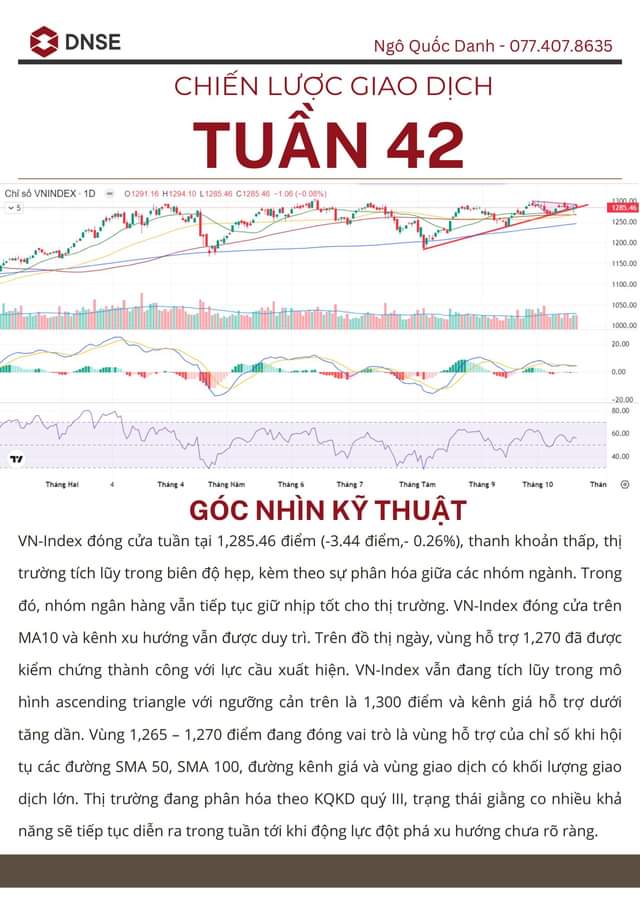 DNSE
Ngô Quốc Danh - 077.407.8635
CHIẾN LƯỢC GIAO DỊCH
TUẦN 42
Chỉ số VNINDEX · 1D O1291.16 H1294.10 L1285.46 C1285.46 −1.06 (−0.08%)
5
1300.00
1285.46
1250.00
1200.00
1150.00
1100.00
1050.00
1000.00
20.00
0.00
−20.00
80.00
60.00
40.00
Tháng Hai 4 Tháng 4 Tháng Năm Tháng 6 Tháng 7 Tháng Tám Tháng 9 Tháng 10 Thán
GÓC NHÌN KỸ THUẬT
VN-Index đóng cửa tuần tại 1,285.46 điểm (-3.44 điểm,- 0.26%), thanh khoản thấp, thị
trường tích lũy trong biên độ hẹp, kèm theo sự phân hóa giữa các nhóm ngành. Trong
đó, nhóm ngân hàng vẫn tiếp tục giữ nhịp tốt cho thị trường. VN-Index đóng cửa trên
MA10 và kênh xu hướng vẫn được duy trì. Trên đồ thị ngày, vùng hỗ trợ 1,270 đã được
kiểm chứng thành công với lực cầu xuất hiện. VN-Index vẫn đang tích lũy trong mô
hình ascending triangle với ngưỡng cản trên là 1,300 điểm và kênh giá hỗ trợ dưới
tăng dần. Vùng 1,265 – 1,270 điểm đang đóng vai trò là vùng hỗ trợ của chỉ số khi hội
tụ các đường SMA 50, SMA 100, đường kênh giá và vùng giao dịch có khối lượng giao
dịch lớn. Thị trường đang phân hóa theo KQKD quý III, trạng thái giằng co nhiều khả
năng sẽ tiếp tục diễn ra trong tuần tới khi động lực đột phá xu hướng chưa rõ ràng.